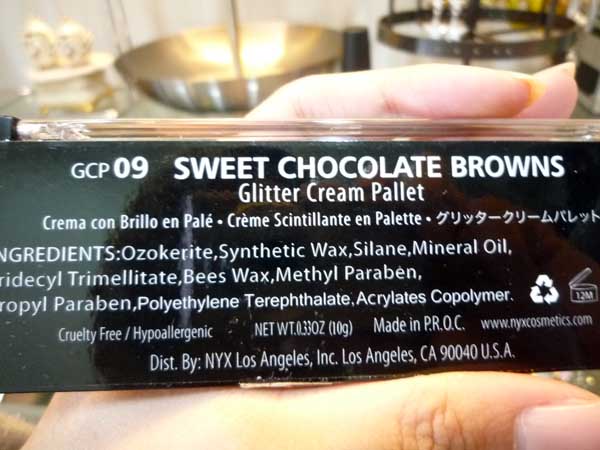 GCP 09 SWEET CHOCOLATE BROWNS
Glitter Cream Pallet
Crema con Brillo en Palé • Crème Scintillante en Palette • グリッタークリームパレット
NGREDIENTS:Ozokerite,Synthetic Wax,Silane,Mineral Oil,
ridecyl Trimellitate,Bees Wax,Methyl Paraben,
ropyl Paraben,Polyethylene Terephthalate,Acrylates Copolymer.
12M
Cruelty Free / Hypoallergenic NET WT.0.33OZ (10g) Made in P.R.O.C. www.nyxcosmetics.com
Dist. By: NYX Los Angeles, Inc. Los Angeles, CA 90040 U.S.A.